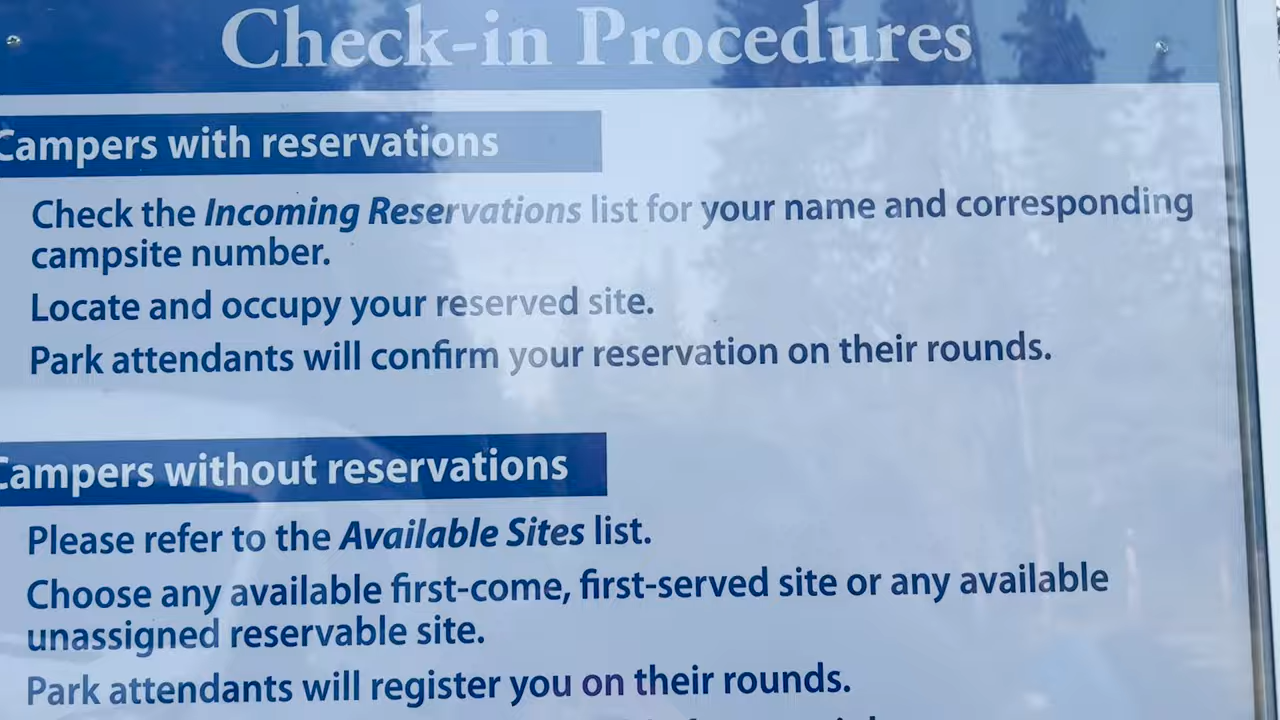 Check-in Procedures
Campers with reservations
Check the Incoming Reservations list for your name and corresponding
campsite number.
Locate and occupy your reserved site.
Park attendants will confirm your reservation on their rounds.
Campers without reservations
Please refer to the Available Sites list.
Choose any available first-come, first-served site or any available
unassigned reservable site.
Park attendants will register you on their rounds.